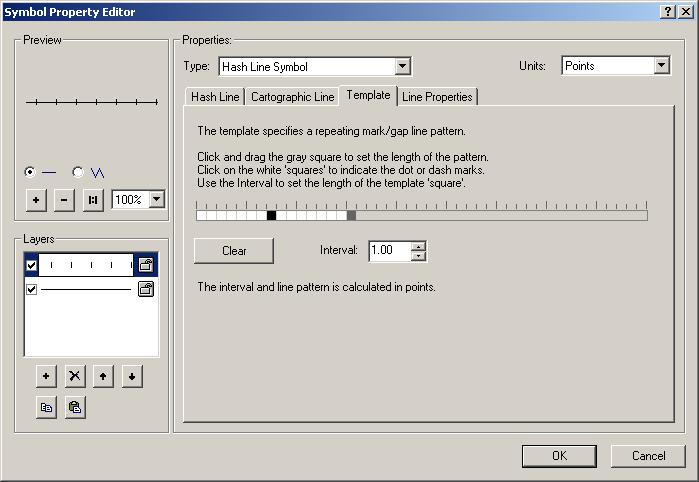 Symbol Property Editor
Preview
100%
Layers
Properties:
Type: Hash Line Symbol Units: Points
Hash Line Cartographic Line Template Line Properties
The template specifies a repeating mark/gap line pattern.
Click and drag the gray square to set the length of the pattern.
Click on the white 'squares' to indicate the dot or dash marks.
Use the Interval to set the length of the template 'square'.
Clear Interval: 1.00
The interval and line pattern is calculated in points.
OK Cancel